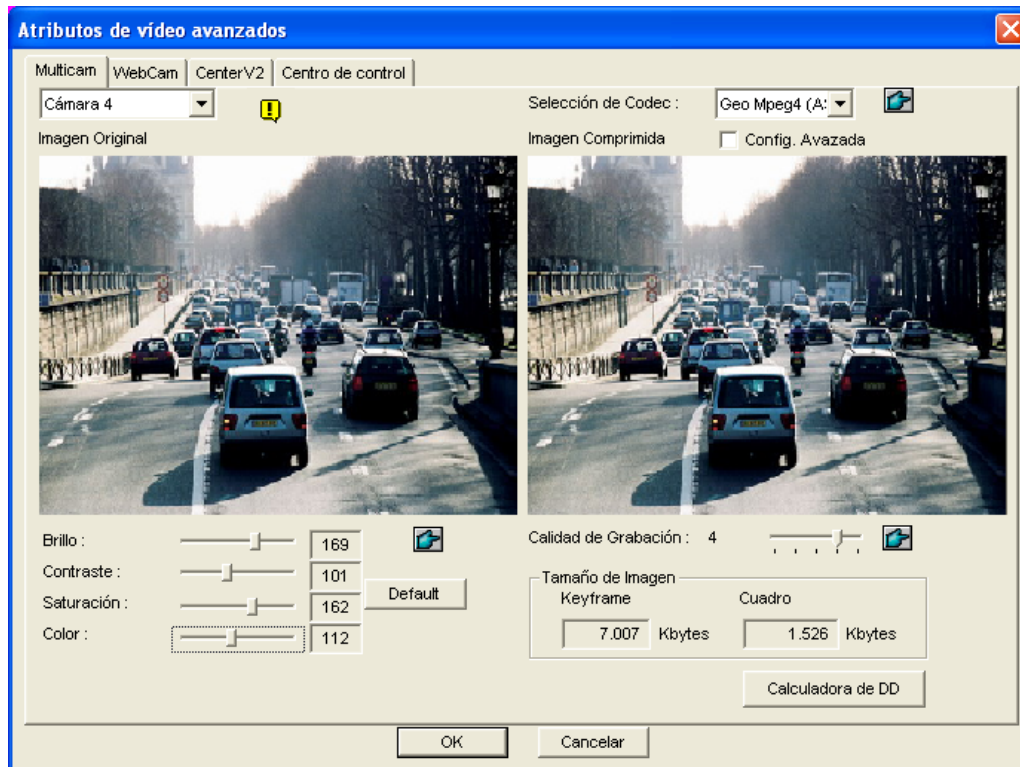 Atributos de vídeo avanzados
Multicam WebCam CenterV2 Centro de control
Cámara 4
Selección de Codec : Geo Mpeg4 (A:
Imagen Original
Imagen Comprimida Config. Avazada
Brillo : 169
Contraste : 101
Saturación : 162
Color : 112
Default
Calidad de Grabación : 4
Tamaño de Imagen
Keyframe Cuadro
7.007 Kbytes 1.526 Kbytes
Calculadora de DD
OK Cancelar